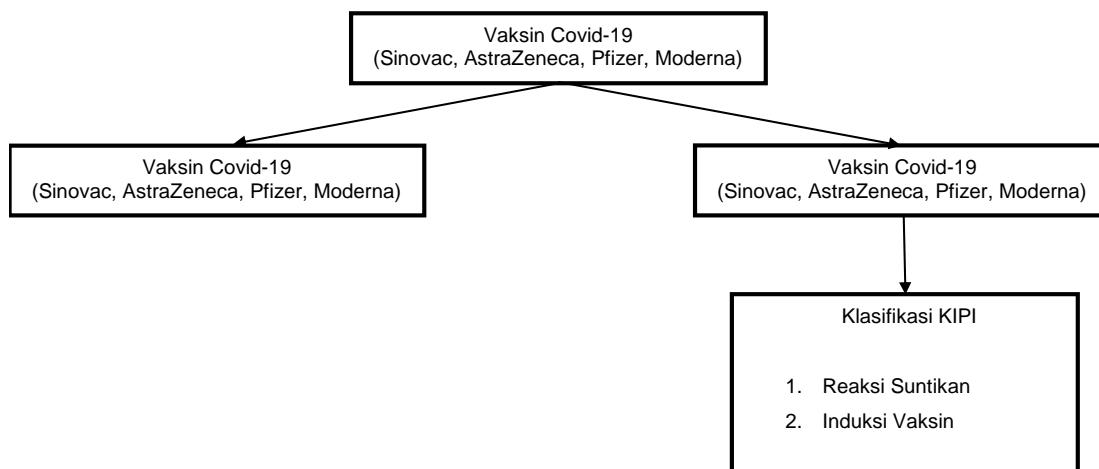 Vaksin Covid-19
(Sinovac, AstraZeneca, Pfizer, Moderna)
Vaksin Covid-19
(Sinovac, AstraZeneca, Pfizer, Moderna)
Vaksin Covid-19
(Sinovac, AstraZeneca, Pfizer, Moderna)
Klasifikasi KIPI
1. Reaksi Suntikan
2. Induksi Vaksin